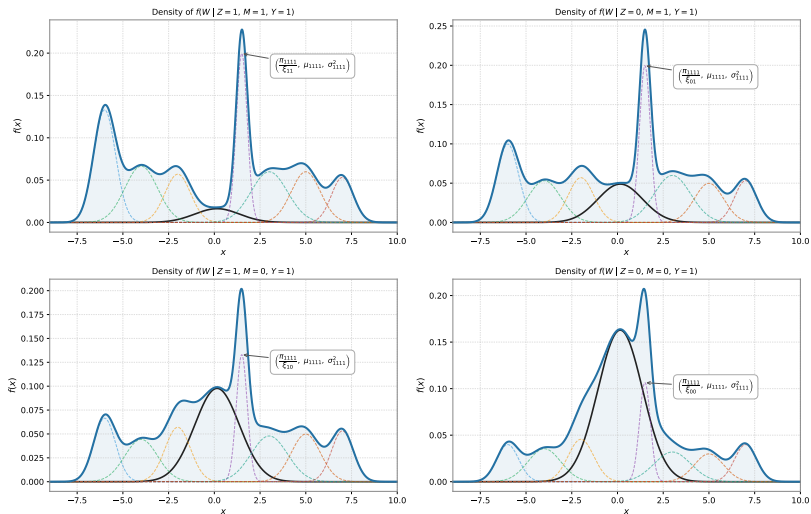 Density of f(W | Z = 1, M = 1, Y = 1)
f(x)
0.20
0.15
0.10
0.05
0.00
−7.5 −5.0 −2.5 0.0 2.5 5.0 7.5 10.0
x
(π₁₁₁₁/ξ₁₁, μ₁₁₁₁, σ²₁₁₁₁)
Density of f(W | Z = 0, M = 1, Y = 1)
f(x)
0.25
0.20
0.15
0.10
0.05
0.00
−7.5 −5.0 −2.5 0.0 2.5 5.0 7.5 10.0
x
(π₁₁₁₁/ξ₀₁, μ₁₁₁₁, σ²₁₁₁₁)
Density of f(W | Z = 1, M = 0, Y = 1)
f(x)
0.200
0.175
0.150
0.125
0.100
0.075
0.050
0.025
0.000
−7.5 −5.0 −2.5 0.0 2.5 5.0 7.5 10.0
x
(π₁₁₁₁/ξ₁₀, μ₁₁₁₁, σ²₁₁₁₁)
Density of f(W | Z = 0, M = 0, Y = 1)
f(x)
0.20
0.15
0.10
0.05
0.00
−7.5 −5.0 −2.5 0.0 2.5 5.0 7.5 10.0
x
(π₁₁₁₁/ξ₀₀, μ₁₁₁₁, σ²₁₁₁₁)